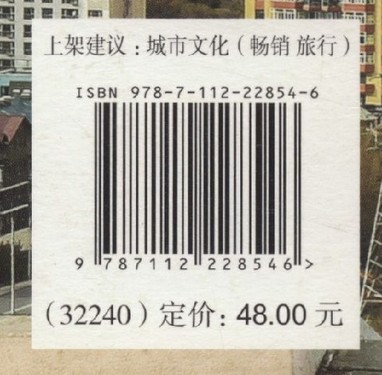 上架建议：城市文化（畅销 旅行）
ISBN 978-7-112-22854-6
9 787112 228546 >
（32240）定价：48.00 元